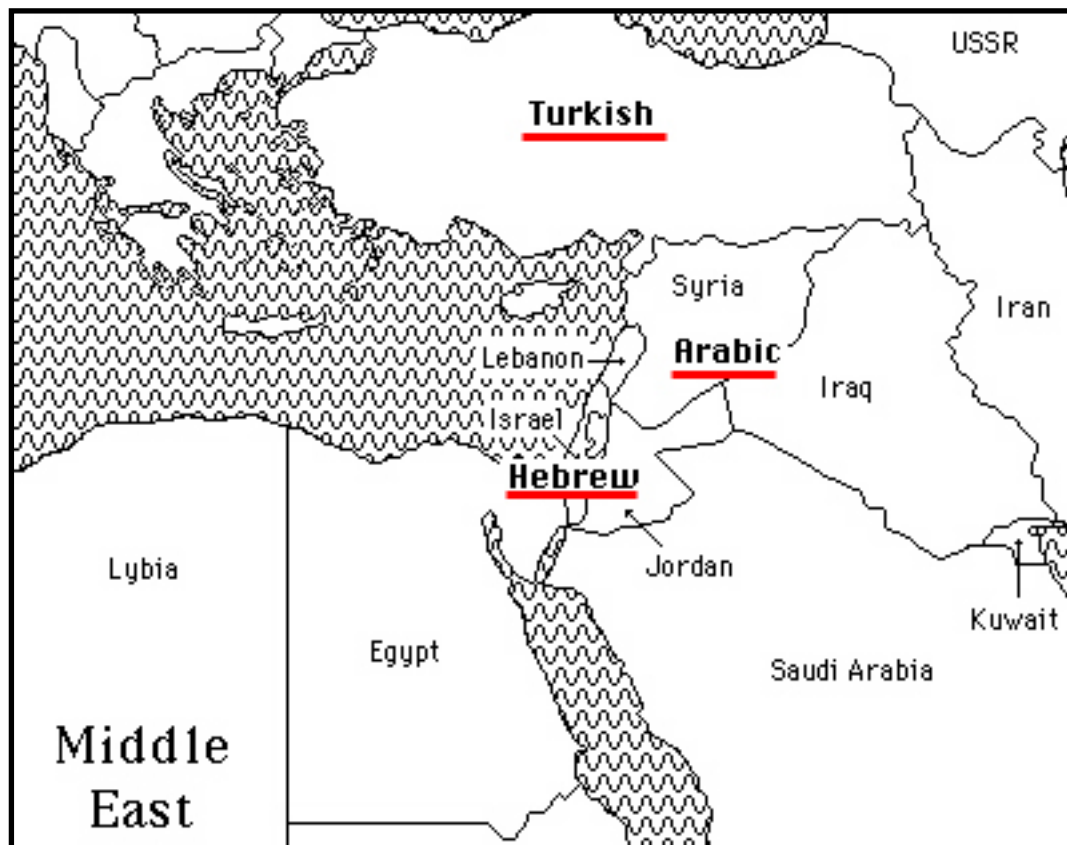 USSR
Turkish
Syria
Iran
Lebanon
Arabic
Iraq
Israel
Hebrew
Lybia
Jordan
Kuwait
Egypt
Saudi Arabia
Middle
East